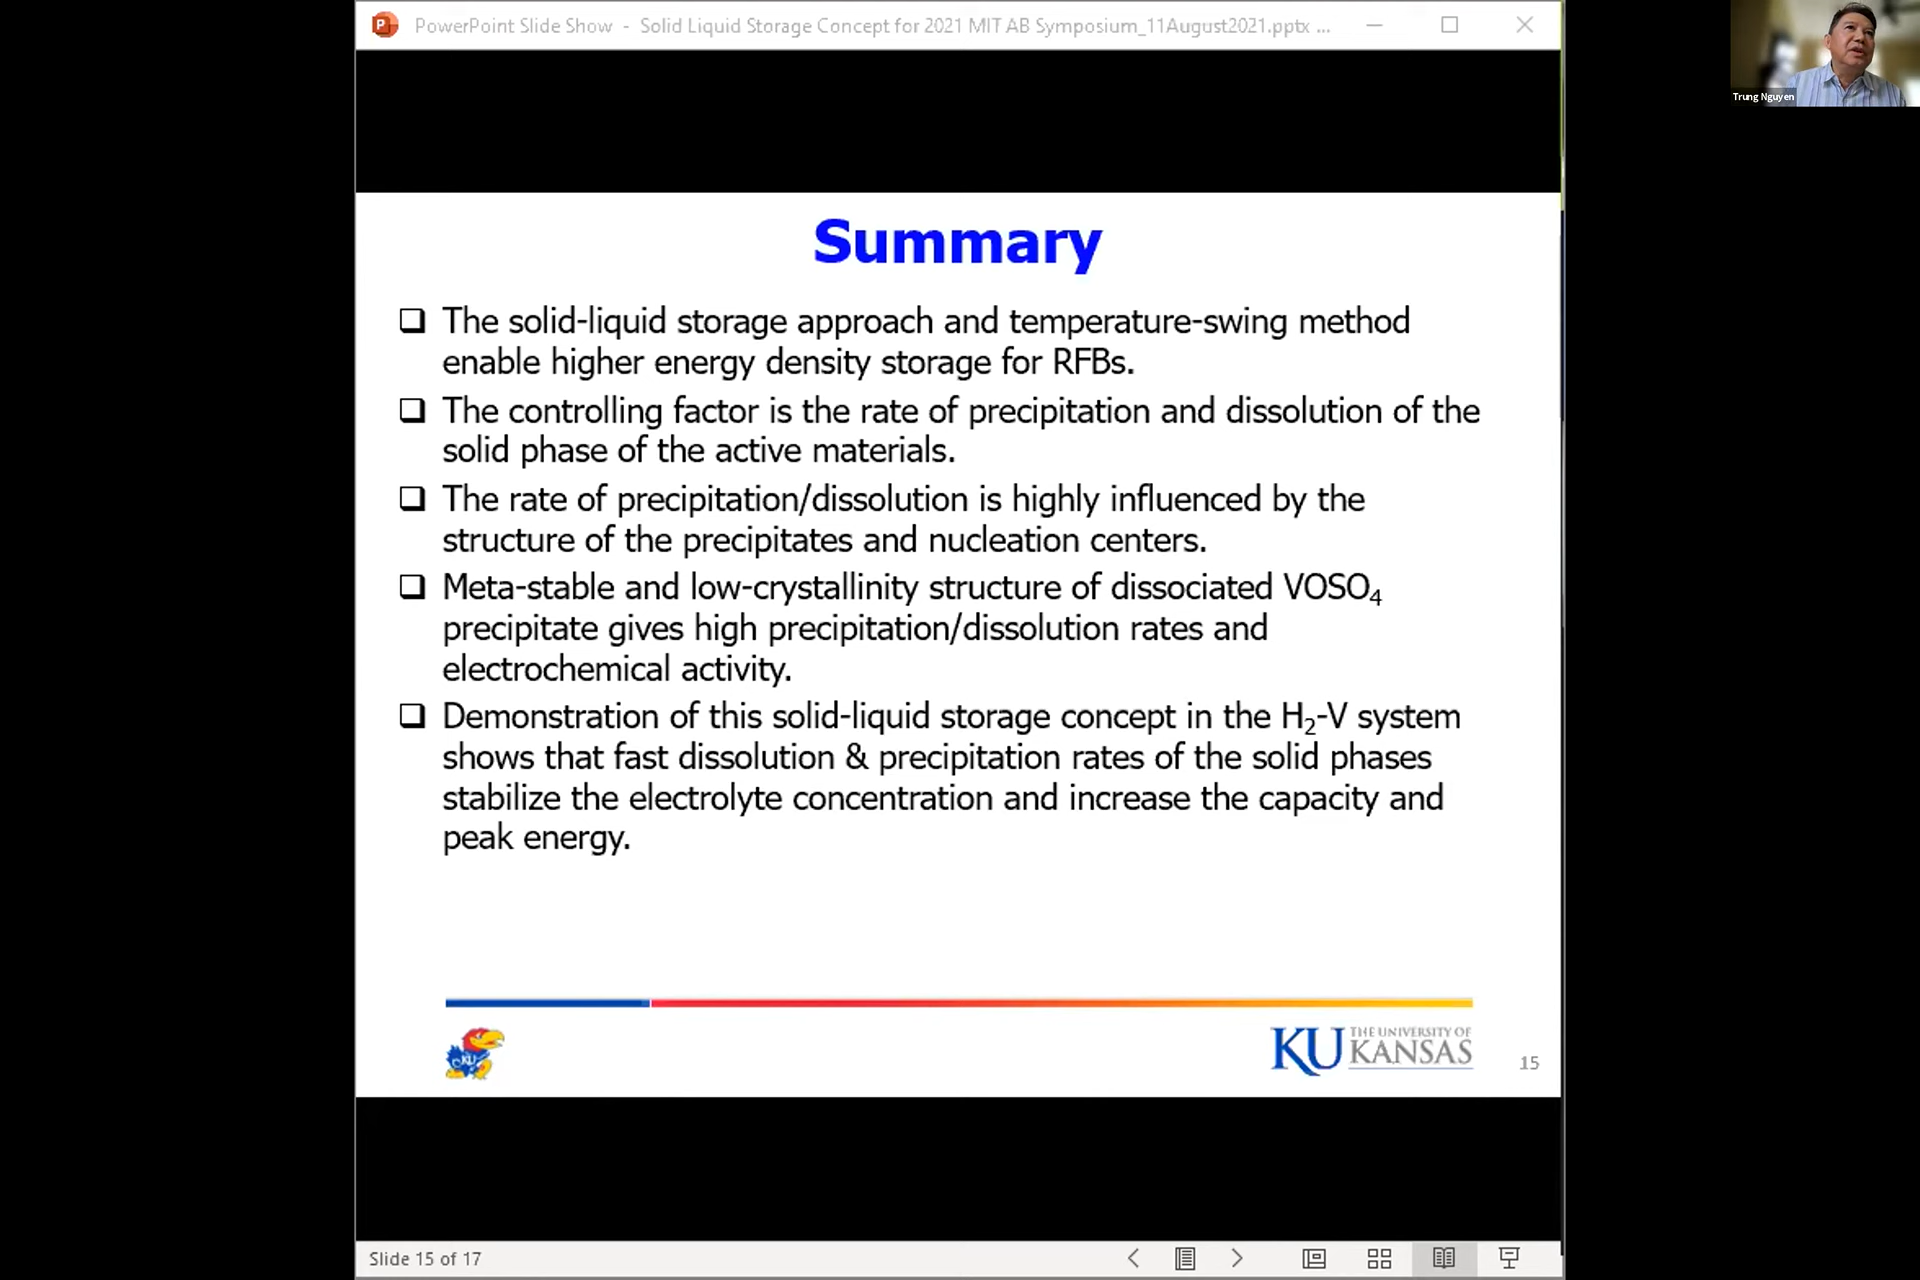 PowerPoint Slide Show - Solid Liquid Storage Concept for 2021 MIT AB Symposium_11August2021.pptx ...
Trung Nguyen
Summary
❑ The solid-liquid storage approach and temperature-swing method
enable higher energy density storage for RFBs.
❑ The controlling factor is the rate of precipitation and dissolution of the
solid phase of the active materials.
❑ The rate of precipitation/dissolution is highly influenced by the
structure of the precipitates and nucleation centers.
❑ Meta-stable and low-crystallinity structure of dissociated VOSO₄
precipitate gives high precipitation/dissolution rates and
electrochemical activity.
❑ Demonstration of this solid-liquid storage concept in the H₂-V system
shows that fast dissolution & precipitation rates of the solid phases
stabilize the electrolyte concentration and increase the capacity and
peak energy.
KU
KU THE UNIVERSITY OF
KANSAS
15
Slide 15 of 17